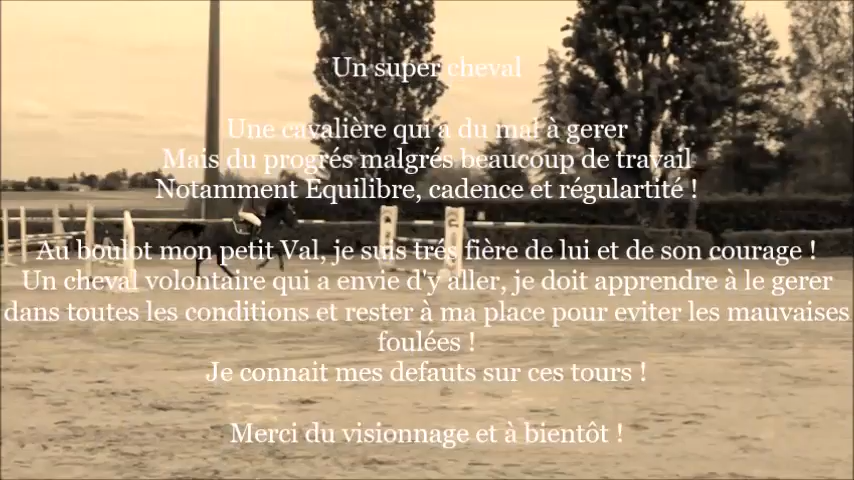 Un super cheval
Une cavalière qui a du mal à gerer
Mais du progrés malgrés beaucoup de travail
Notamment Equilibre, cadence et régulartité !
Au boulot mon petit Val, je suis trés fière de lui et de son courage !
Un cheval volontaire qui a envie d'y aller, je doit apprendre à le gerer
dans toutes les conditions et rester à ma place pour eviter les mauvaises
foulées !
Je connait mes defauts sur ces tours !
Merci du visionnage et à bientôt !